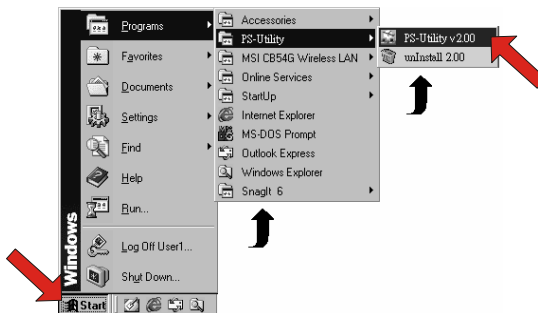 Programs
Favorites
Documents
Settings
Find
Help
Run...
Log Off User1...
Shut Down...
Windows
Start
Accessories
PS-Utility
MSI CB54G Wireless LAN
Online Services
StartUp
Internet Explorer
MS-DOS Prompt
Outlook Express
Windows Explorer
SnagIt 6
PS-Utility v2.00
unInstall 2.00